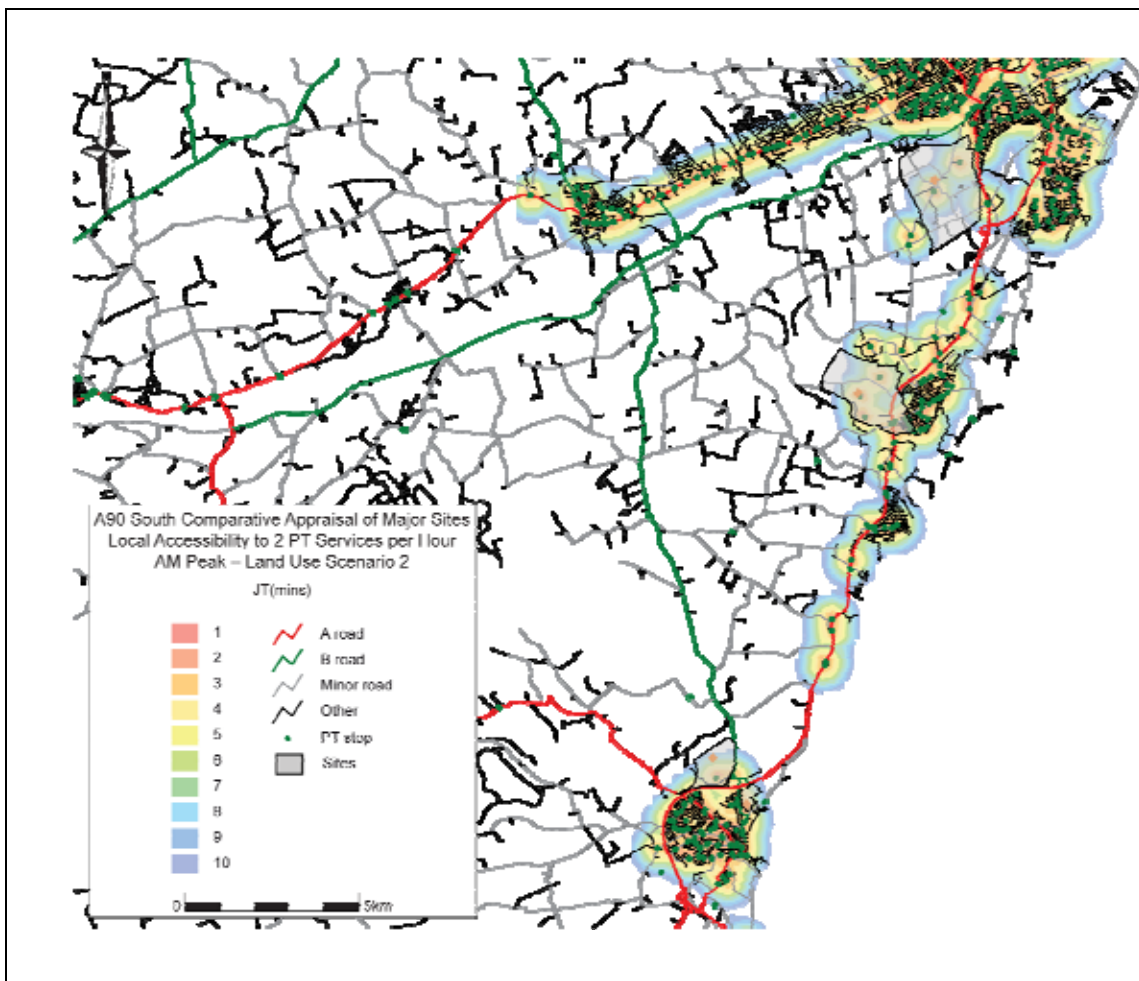 A90 South Comparative Appraisal of Major Sites
Local Accessibility to 2 PT Services per Hour
AM Peak – Land Use Scenario 2
JT(mins)
1
2
3
4
5
6
7
8
9
10
A road
B road
Minor road
Other
PT stop
Sites
0
5km